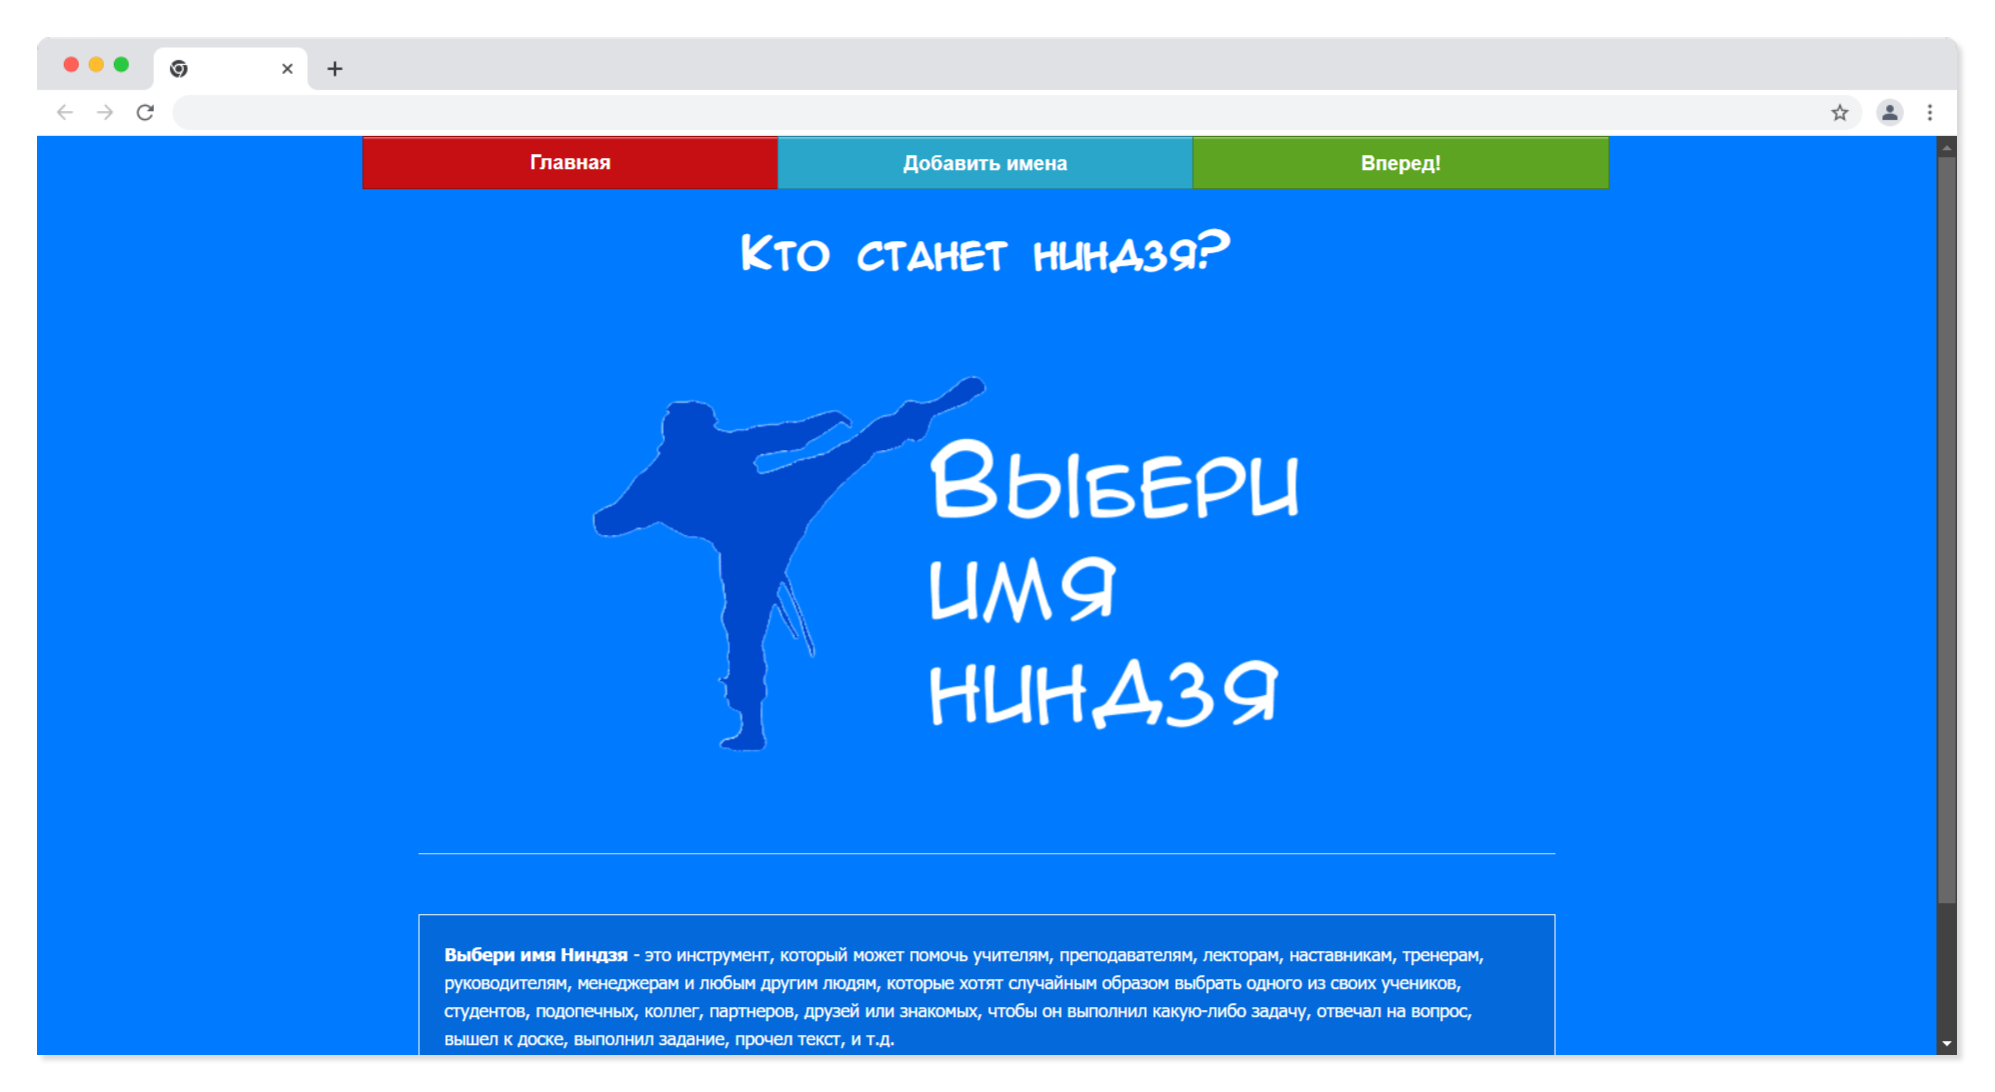 Главная
Добавить имена
Вперед!
Кто станет ниндзя?
Выбери
имя
ниндзя
Выбери имя Ниндзя - это инструмент, который может помочь учителям, преподавателям, лекторам, наставникам, тренерам,
руководителям, менеджерам и любым другим людям, которые хотят случайным образом выбрать одного из своих учеников,
студентов, подопечных, коллег, партнеров, друзей или знакомых, чтобы он выполнил какую-либо задачу, отвечал на вопрос,
вышел к доске, выполнил задание, прочел текст, и т.д.